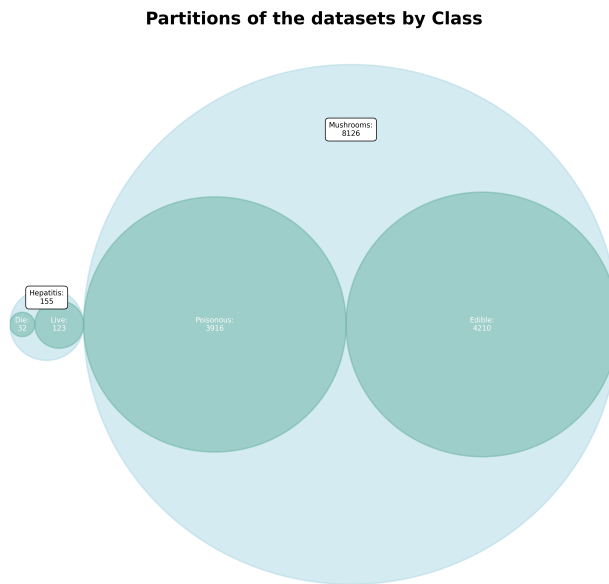 Partitions of the datasets by Class
Mushrooms:
8126
Hepatitis:
155
Die:
32
Live:
123
Poisonous:
3916
Edible:
4210